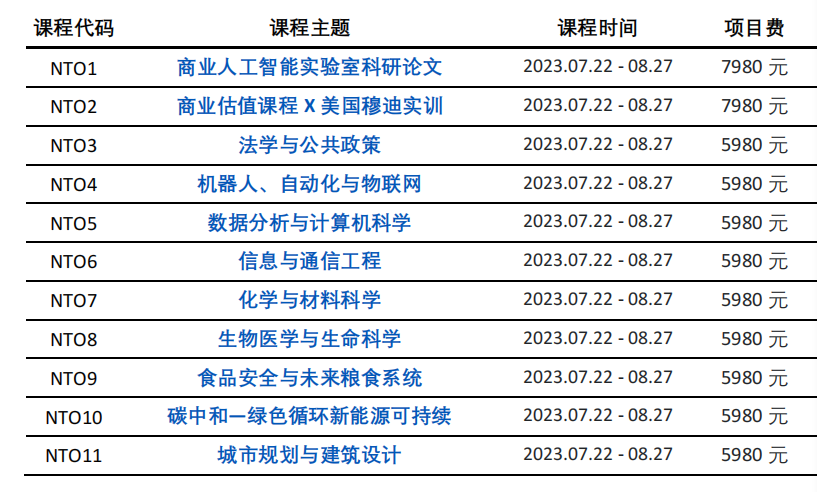 课程代码 课程主题 课程时间 项目费
NTO1 商业人工智能实验室科研论文 2023.07.22 - 08.27 7980 元
NTO2 商业估值课程 X 美国穆迪实训 2023.07.22 - 08.27 7980 元
NTO3 法学与公共政策 2023.07.22 - 08.27 5980 元
NTO4 机器人、自动化与物联网 2023.07.22 - 08.27 5980 元
NTO5 数据分析与计算机科学 2023.07.22 - 08.27 5980 元
NTO6 信息与通信工程 2023.07.22 - 08.27 5980 元
NTO7 化学与材料科学 2023.07.22 - 08.27 5980 元
NTO8 生物医学与生命科学 2023.07.22 - 08.27 5980 元
NTO9 食品安全与未来粮食系统 2023.07.22 - 08.27 5980 元
NTO10 碳中和—绿色循环新能源可持续 2023.07.22 - 08.27 5980 元
NTO11 城市规划与建筑设计 2023.07.22 - 08.27 5980 元